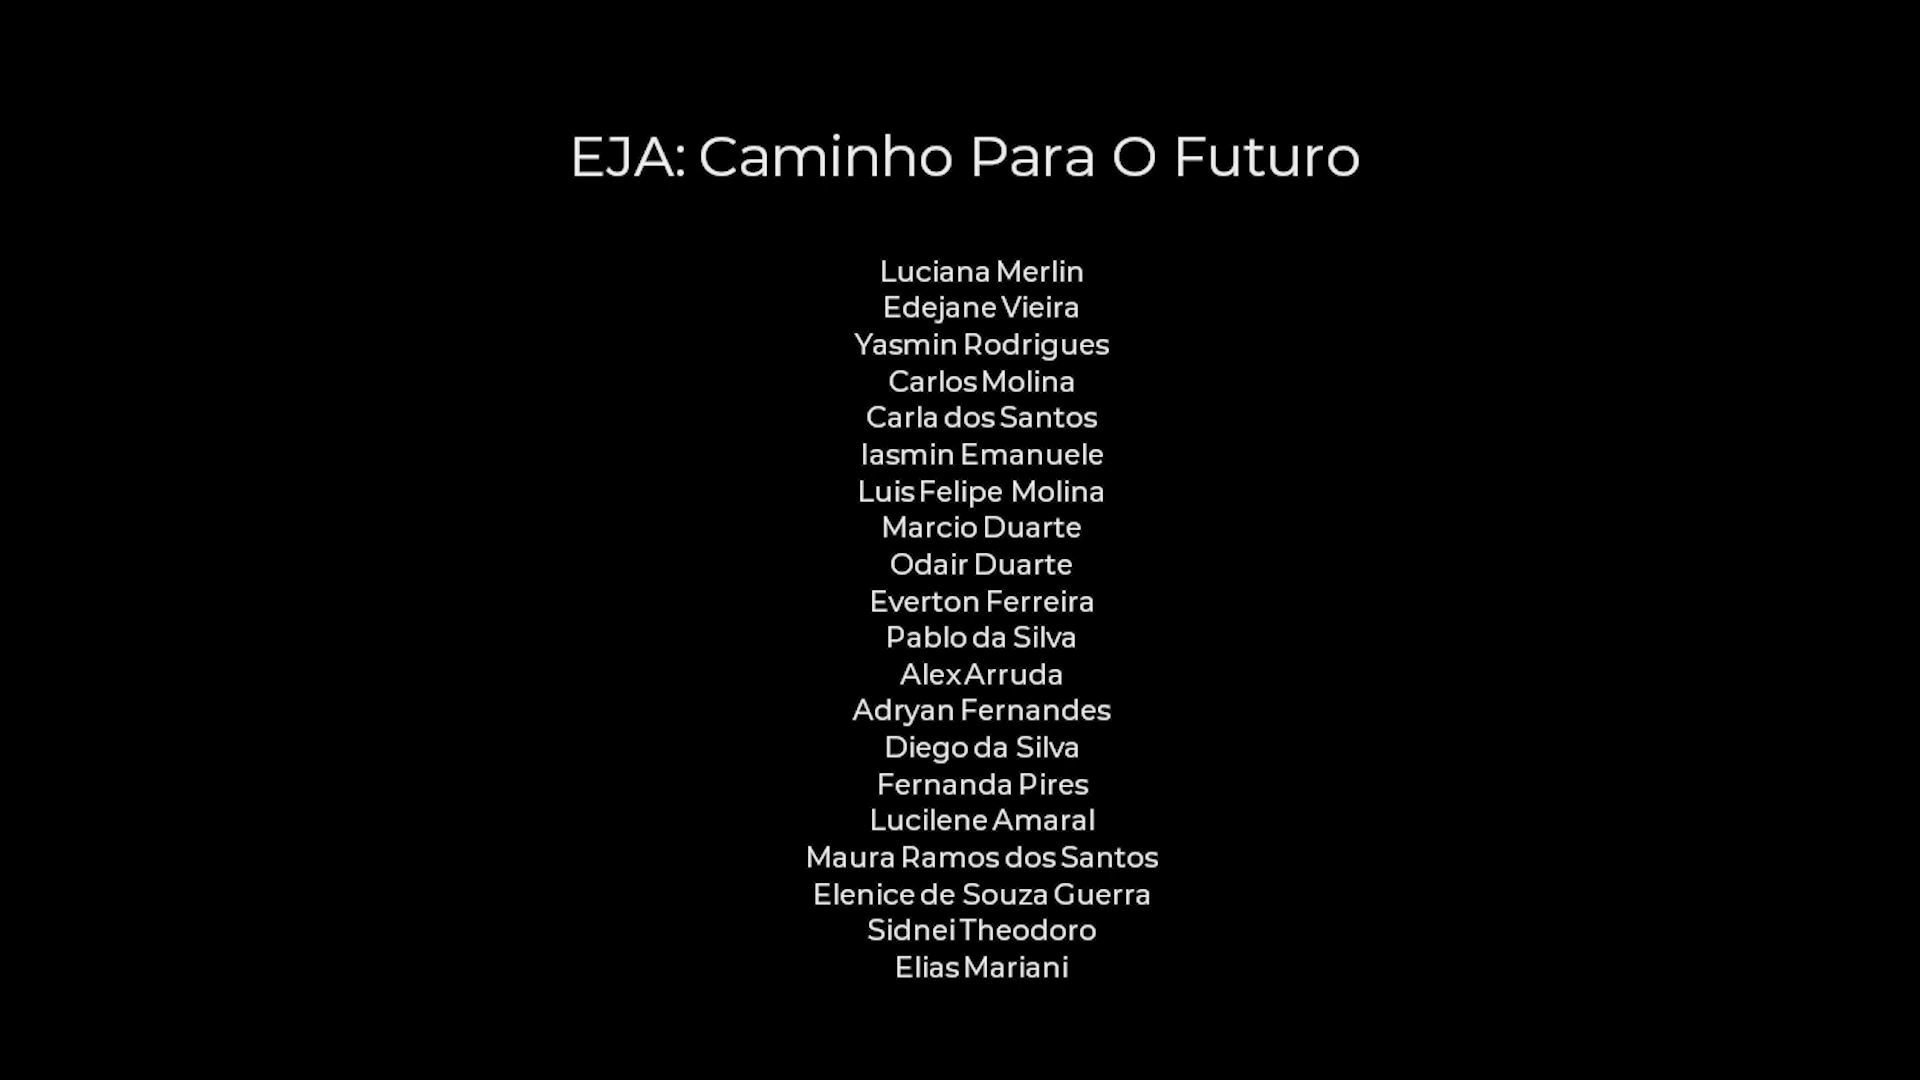 EJA: Caminho Para O Futuro
Luciana Merlin
Edejane Vieira
Yasmin Rodrigues
Carlos Molina
Carla dos Santos
Iasmin Emanuele
Luis Felipe Molina
Marcio Duarte
Odair Duarte
Everton Ferreira
Pablo da Silva
Alex Arruda
Adryan Fernandes
Diego da Silva
Fernanda Pires
Lucilene Amaral
Maura Ramos dos Santos
Elenice de Souza Guerra
Sidnei Theodoro
Elias Mariani